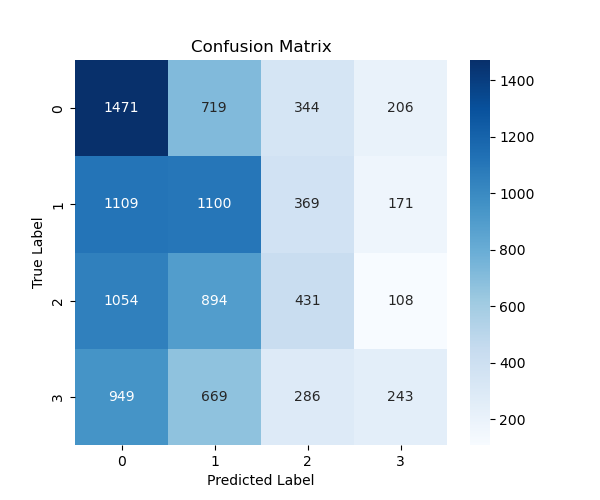 Confusion Matrix
True Label
0 1471 719 344 206
1 1109 1100 369 171
2 1054 894 431 108
3 949 669 286 243
0 1 2 3
Predicted Label
1400
1200
1000
800
600
400
200